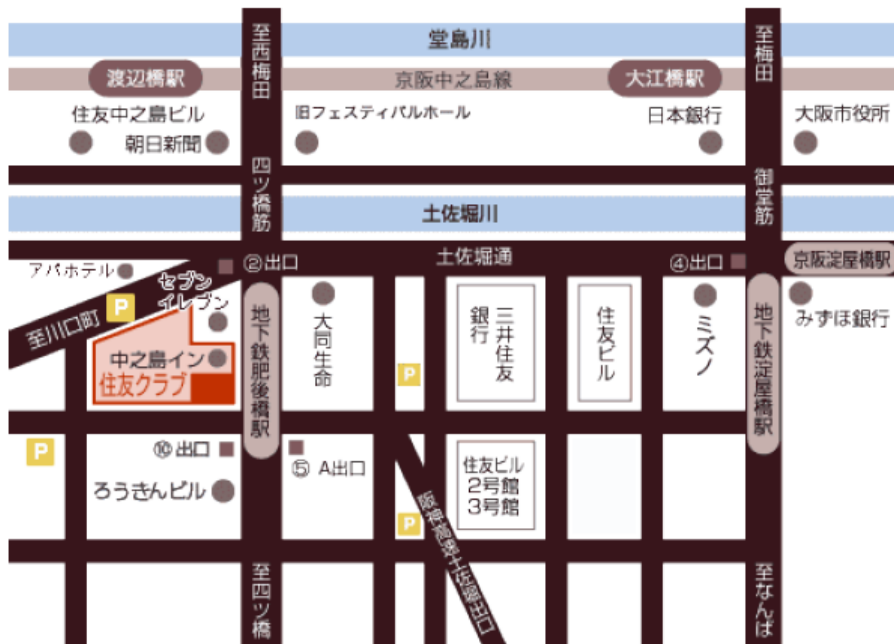 堂島川
至西梅田
至梅田
渡辺橋駅
京阪中之島線
大江橋駅
住友中之島ビル
旧フェスティバルホール
日本銀行
大阪市役所
朝日新聞
四ツ橋筋
御堂筋
土佐堀川
土佐堀通
アパホテル
セブン
イレブン
②出口
④出口
京阪淀屋橋駅
P
至川口町
中之島イン
住友クラブ
地下鉄肥後橋駅
大同生命
P
三井住友
銀行
住友ビル
ミズノ
地下鉄淀屋橋駅
みずほ銀行
P
⑩出口
⑤ A出口
ろうきんビル
住友ビル
2号館
3号館
P
阪神高速土佐堀出口
至四ツ橋
至なんば